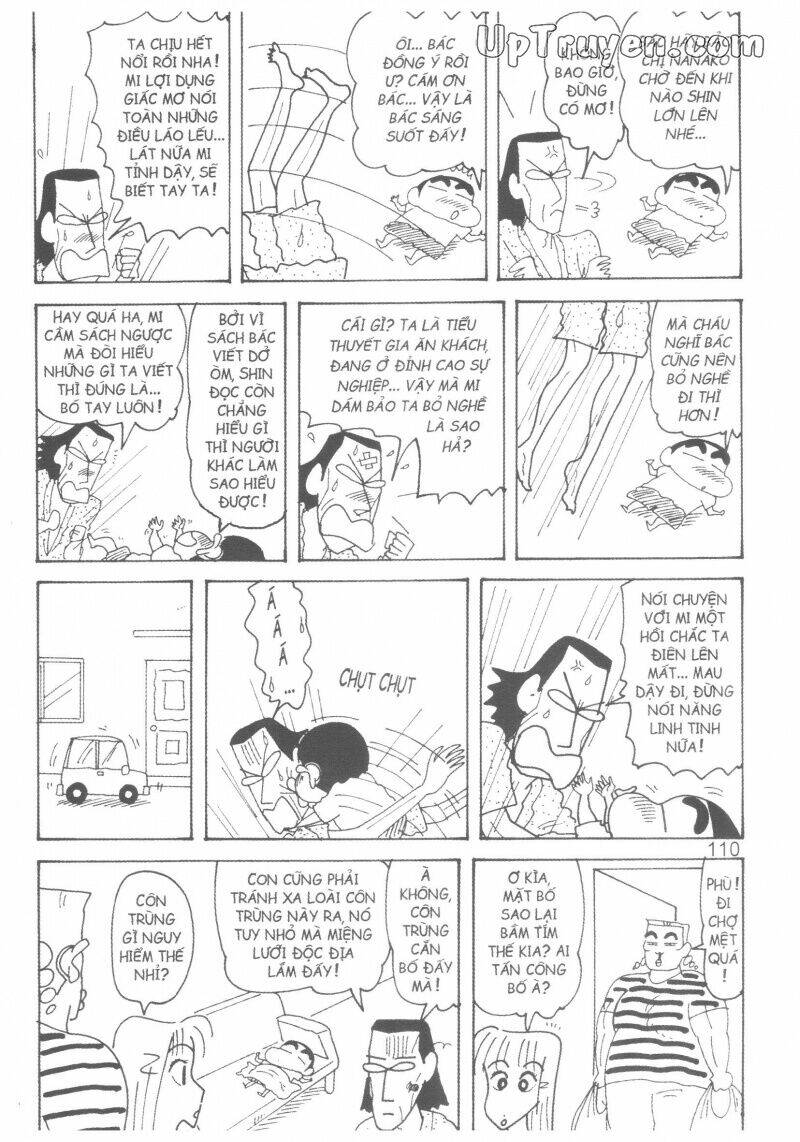 UpTruyen.com
CHỊ NANAKO
CHỜ ĐẾN KHI
NÀO SHIN
LỚN LÊN
NHÉ...
KHÔNG
BAO GIỜ,
ĐỪNG
CÓ MƠ!
ÔI... BÁC
ĐỒNG Ý RỒI
Ư? CÁM ƠN
BÁC... VẬY LÀ
BÁC SÁNG
SUỐT ĐẤY!
TA CHỊU HẾT
NỔI RỒI NHA!
MI LỢI DỤNG
GIẤC MƠ NÓI
TOÀN NHỮNG
ĐIỀU LÁO LẾU...
LÁT NỮA MI
TỈNH DẬY, SẼ
BIẾT TAY TA!
MÀ CHÁU
NGHĨ BÁC
CŨNG NÊN
BỎ NGHỀ
ĐI THÌ
HƠN!
CÁI GÌ? TA LÀ TIỂU
THUYẾT GIA ĂN KHÁCH,
ĐANG Ở ĐỈNH CAO SỰ
NGHIỆP... VẬY MÀ MI
DÁM BẢO TA BỎ NGHỀ
LÀ SAO
HẢ?
BỞI VÌ
SÁCH BÁC
VIẾT DỞ
ÒM, SHIN
ĐỌC CÒN
CHẲNG
HIỂU GÌ
THÌ NGƯỜI
KHÁC LÀM
SAO HIỂU
ĐƯỢC!
HAY QUÁ HA, MI
CẦM SÁCH NGƯỢC
MÀ ĐÒI HIỂU
NHỮNG GÌ TA VIẾT
THÌ ĐÚNG LÀ...
BÓ TAY LUÔN!
NÓI CHUYỆN
VỚI MI MỘT
HỒI CHẮC TA
ĐIÊN LÊN
MẤT... MAU
DẬY ĐI, ĐỪNG
NÓI NĂNG
LINH TINH
NỮA!
CHỤT CHỤT
Á
Á
Á
...
110
PHÙ!
ĐI
CHỢ
MỆT
QUÁ
!
Ơ KÌA,
MẶT BỐ
SAO LẠI
BẦM TÍM
THẾ KIA? AI
TẤN CÔNG
BỐ À?
À
KHÔNG,
CÔN
TRÙNG
CẮN
BỐ ĐẤY
MÀ!
CON CŨNG PHẢI
TRÁNH XA LOÀI CÔN
TRÙNG NÀY RA, NÓ
TUY NHỎ MÀ MIỆNG
LƯỠI ĐỘC ĐỊA
LẮM ĐẤY!
CÔN
TRÙNG
GÌ NGUY
HIỂM THẾ
NHỈ?